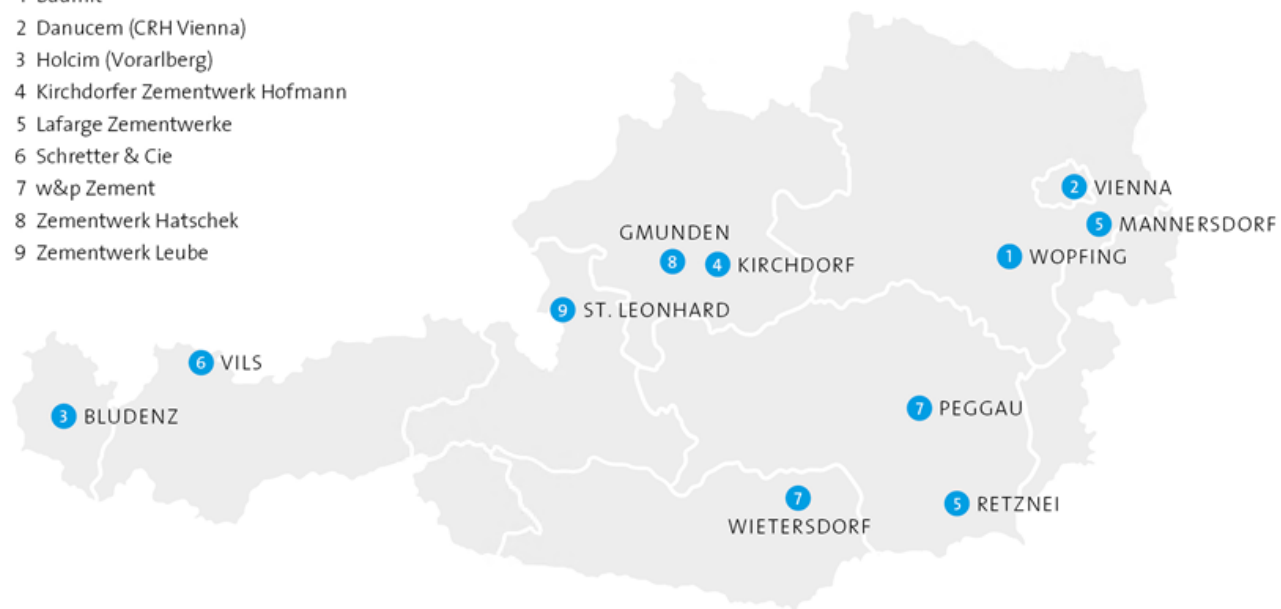 1 Baumit
2 Danucem (CRH Vienna)
3 Holcim (Vorarlberg)
4 Kirchdorfer Zementwerk Hofmann
5 Lafarge Zementwerke
6 Schretter & Cie
7 w&p Zement
8 Zementwerk Hatschek
9 Zementwerk Leube
2 VIENNA
5 MANNERSDORF
GMUNDEN
8
4 KIRCHDORF
1 WOPFING
9 ST. LEONHARD
6 VILS
3 BLUDENZ
7 PEGGAU
7
WIETERSDORF
5 RETZNEI